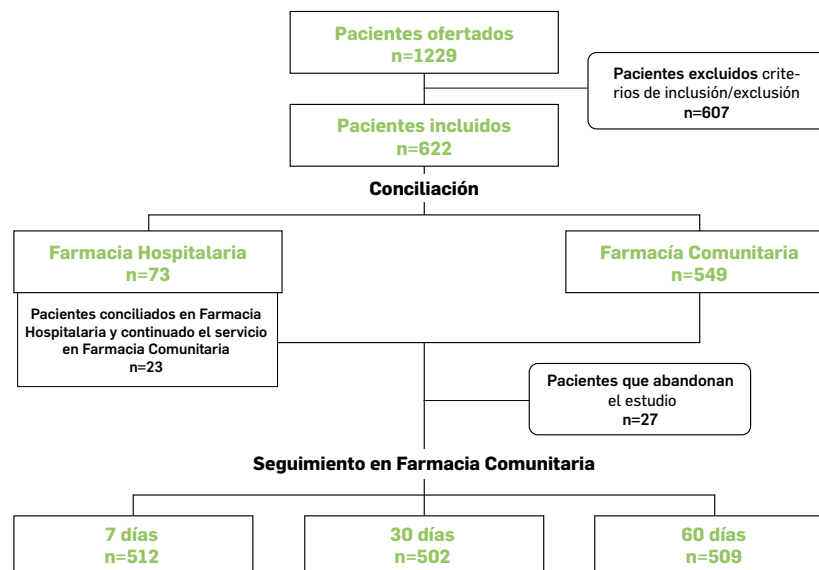 Pacientes ofertados
n=1229
Pacientes excluidos crite-
rios de inclusión/exclusión
n=607
Pacientes incluidos
n=622
Conciliación
Farmacia Hospitalaria
n=73
Farmacía Comunitaria
n=549
Pacientes conciliados en Farmacia
Hospitalaria y continuado el servicio
en Farmacia Comunitaria
n=23
Pacientes que abandonan
el estudio
n=27
Seguimiento en Farmacia Comunitaria
7 días
n=512
30 días
n=502
60 días
n=509